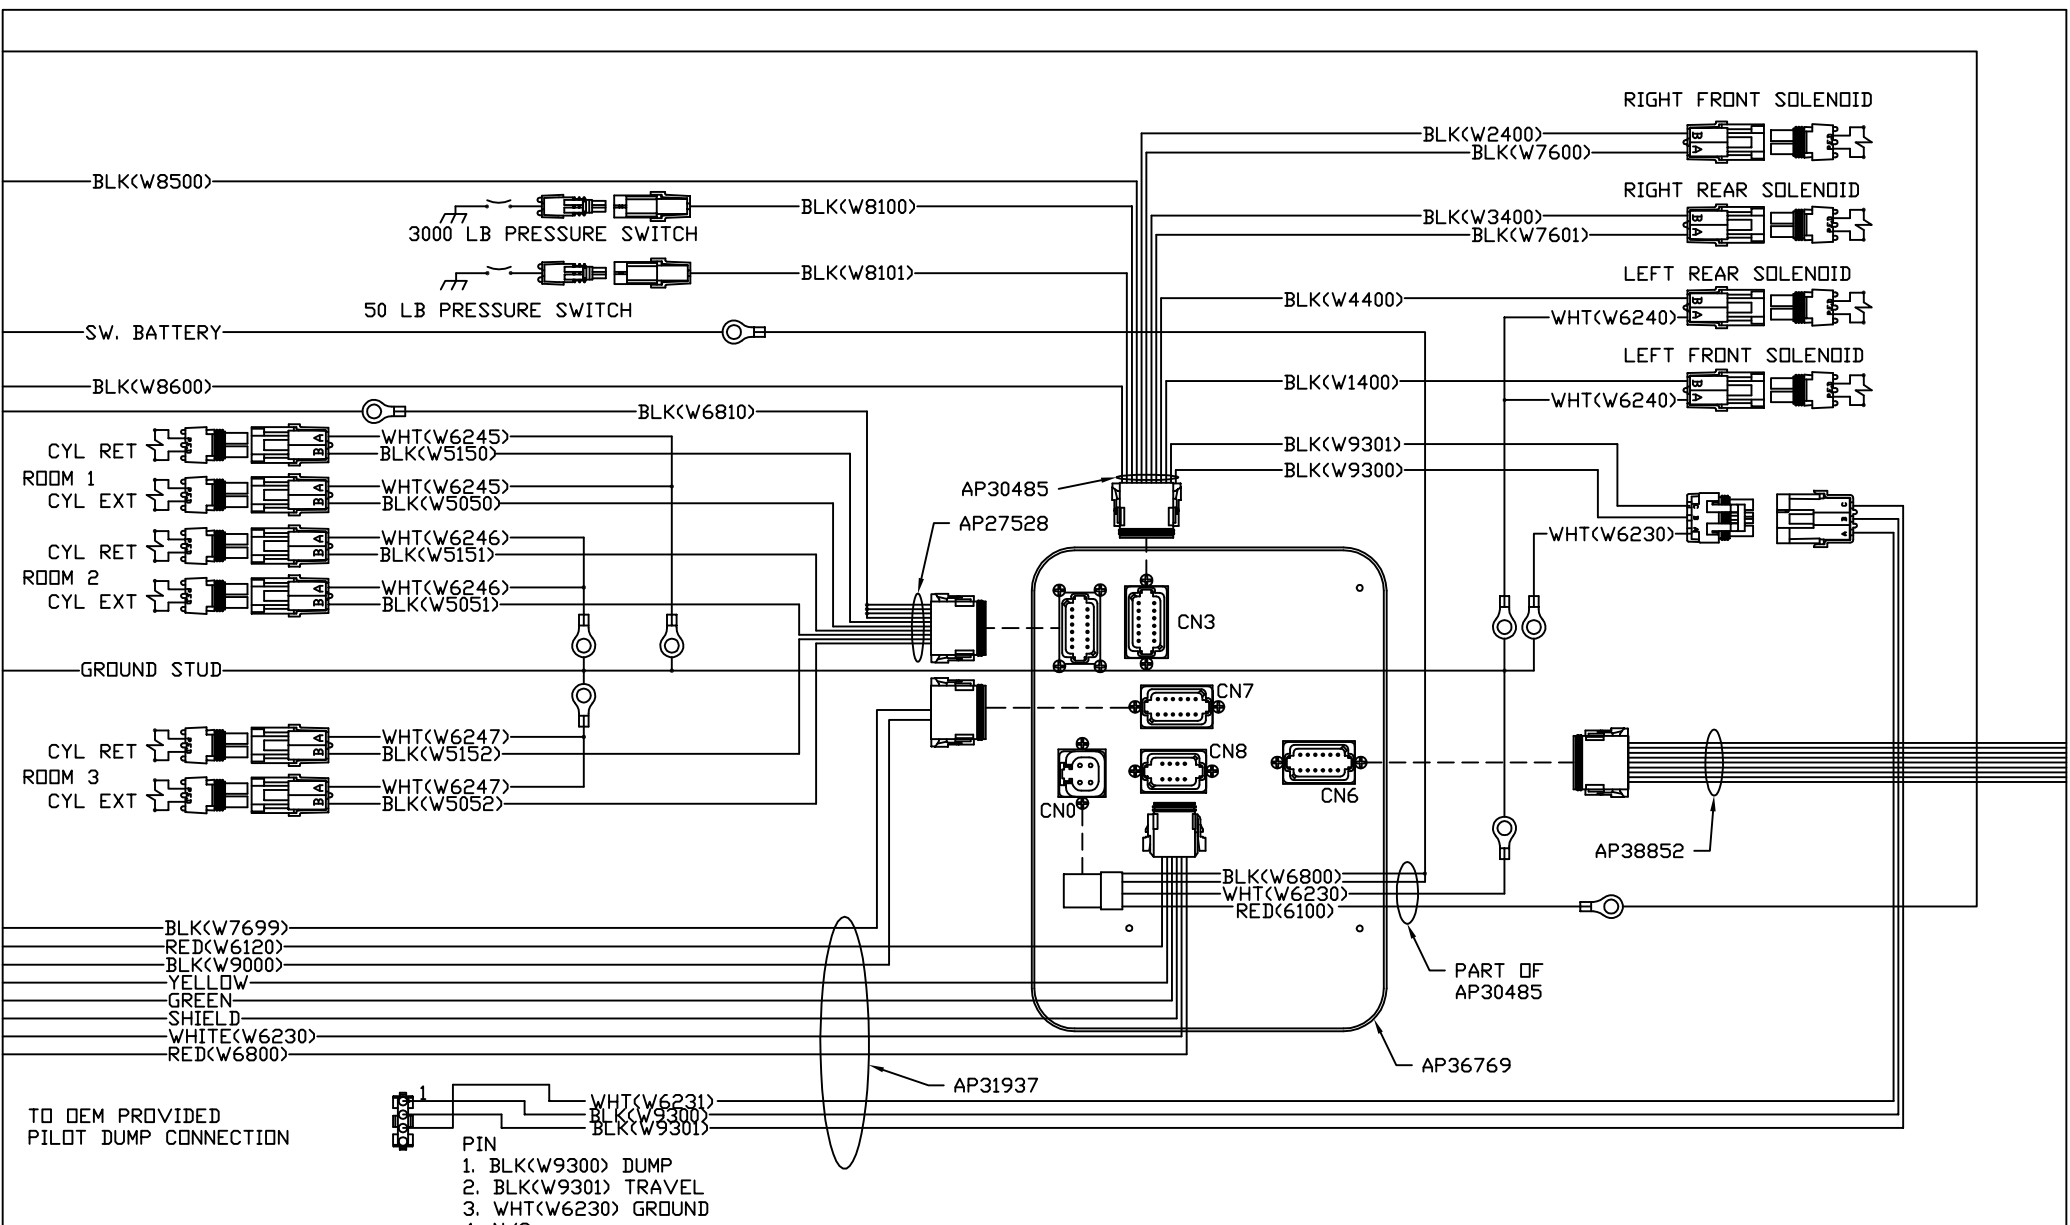 RIGHT FRONT SOLENOID
BLK(W2400)
BLK(W7600)
B
A
BLK(W8500)
RIGHT REAR SOLENOID
BLK(W8100)
BLK(W3400)
BLK(W7601)
B
A
3000 LB PRESSURE SWITCH
BLK(W8101)
LEFT REAR SOLENOID
BLK(W4400)
WHT(W6240)
B
A
50 LB PRESSURE SWITCH
SW. BATTERY
LEFT FRONT SOLENOID
BLK(W8600)
BLK(W1400)
WHT(W6240)
B
A
BLK(W6810)
CYL RET
A
B
WHT(W6245)
BLK(W5150)
BLK(W9301)
BLK(W9300)
ROOM 1
CYL EXT
A
B
WHT(W6245)
BLK(W5050)
AP30485
C
B
A
C
B
A
AP27528
WHT(W6230)
CYL RET
A
B
WHT(W6246)
BLK(W5151)
ROOM 2
CYL EXT
A
B
WHT(W6246)
BLK(W5051)
CN3
GROUND STUD
CN7
CYL RET
A
B
WHT(W6247)
BLK(W5152)
CN8
ROOM 3
CYL EXT
A
B
WHT(W6247)
BLK(W5052)
CN0
CN6
AP38852
BLK(W6800)
WHT(W6230)
RED(6100)
BLK(W7699)
RED(W6120)
BLK(W9000)
YELLOW
GREEN
SHIELD
WHITE(W6230)
RED(W6800)
PART OF
AP30485
AP36769
AP31937
1
WHT(W6231)
BLK(W9300)
BLK(W9301)
TO OEM PROVIDED
PILOT DUMP CONNECTION
PIN
1. BLK(W9300) DUMP
2. BLK(W9301) TRAVEL
3. WHT(W6230) GROUND